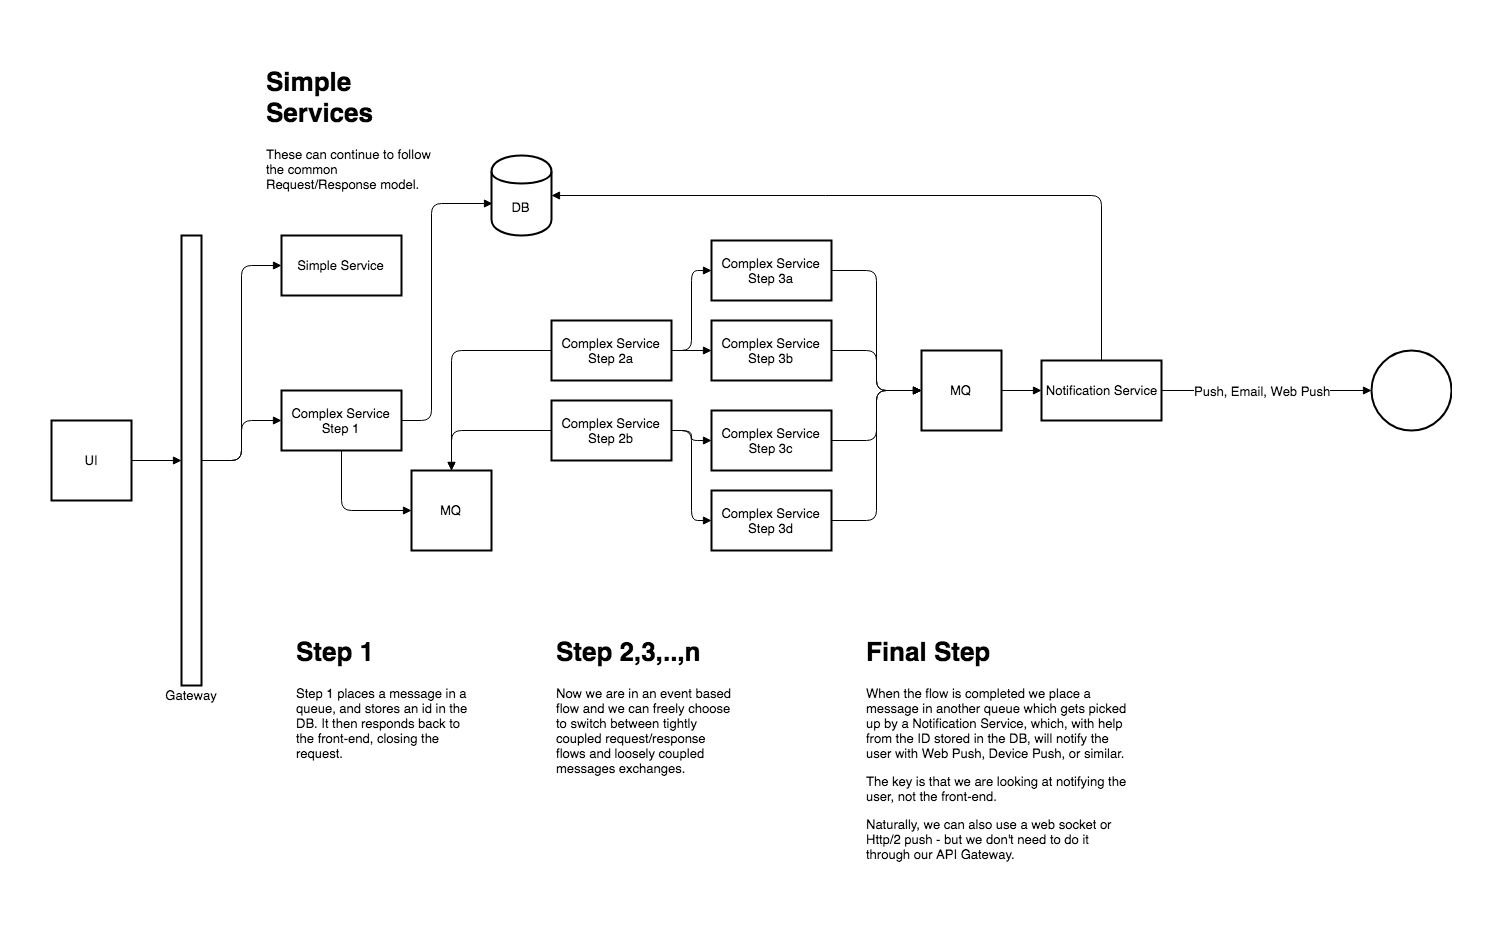 Simple
Services
These can continue to follow
the common
Request/Response model.
DB
Simple Service
Complex Service
Step 3a
Complex Service
Step 2a
Complex Service
Step 3b
MQ
Notification Service
Push, Email, Web Push
UI
Complex Service
Step 1
Complex Service
Step 2b
Complex Service
Step 3c
MQ
Complex Service
Step 3d
Gateway
Step 1
Step 1 places a message in a
queue, and stores an id in the
DB. It then responds back to
the front-end, closing the
request.
Step 2,3,..,n
Now we are in an event based
flow and we can freely choose
to switch between tightly
coupled request/response
flows and loosely coupled
messages exchanges.
Final Step
When the flow is completed we place a
message in another queue which gets picked
up by a Notification Service, which, with help
from the ID stored in the DB, will notify the
user with Web Push, Device Push, or similar.
The key is that we are looking at notifying the
user, not the front-end.
Naturally, we can also use a web socket or
Http/2 push - but we don't need to do it
through our API Gateway.